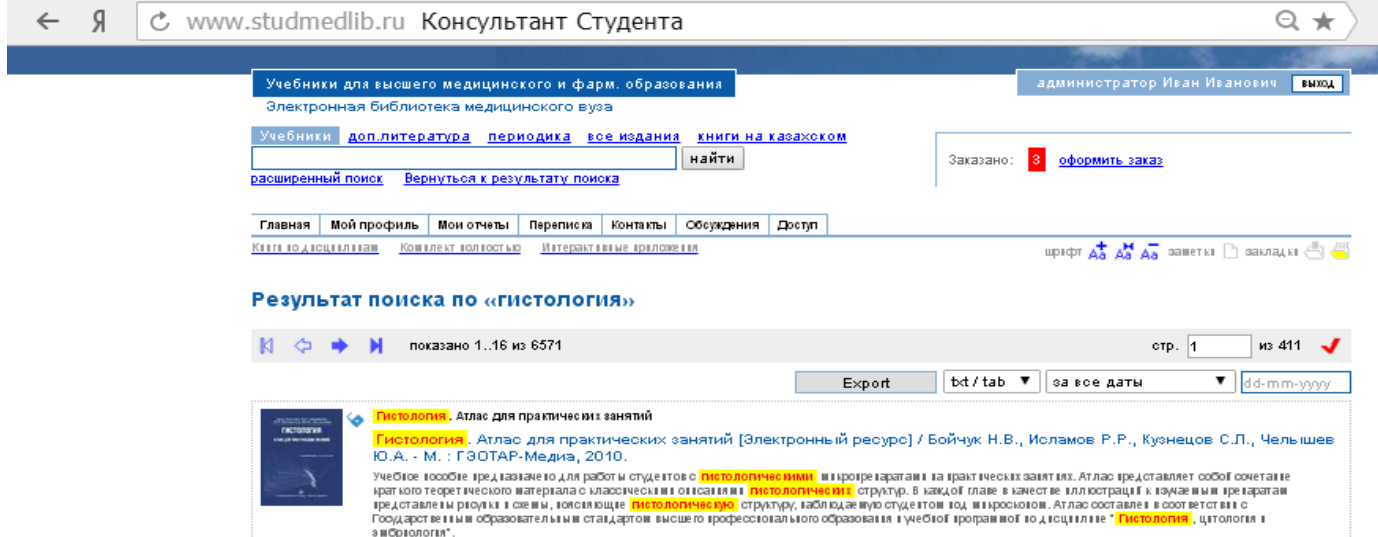 Я www.studmedlib.ru Консультант Студента
Учебники для высшего медицинского и фарм. образования
администратор Иван Иванович выход
Электронная библиотека медицинского вуза
Учебники доп.литература периодика все издания книги на казахском
найти
Заказано: 3 оформить заказ
расширенный поиск Вернуться к результату поиска
Главная Мой профиль Мои отчеты Переписка Контакты Обсуждения Доступ
Книги по дисциплинам Комплект полностью Интерактивные приложения
шрифт Aa Aa Aa заметки закладки
Результат поиска по «гистология»
показано 1..16 из 6571
стр. 1 из 411
Export txt / tab за все даты dd-mm-yyyy
Гистология. Атлас для практических занятий
ГИСТОЛОГИЯ
Гистология. Атлас для практических занятий [Электронный ресурс] / Бойчук Н.В., Исламов Р.Р., Кузнецов С.Л., Челышев
Ю.А. - М. : ГЭОТАР-Медиа, 2010.
Учебное пособие предназначено для работы студентов с гистологическими микропрепаратами на практических занятиях. Атлас представляет собой сочетание
краткого теоретического материала с классическими описаниями гистологических структур. В каждой главе в качестве иллюстраций к изучаемым препаратам
представлены рисунки и схемы, поясняющие гистологическую структуру, наблюдаемую студентом под микроскопом. Атлас составлен в соответствии с
Государственным образовательным стандартом высшего профессионального образования и учебной программой по дисциплине "Гистология, цитология и
эмбриология".